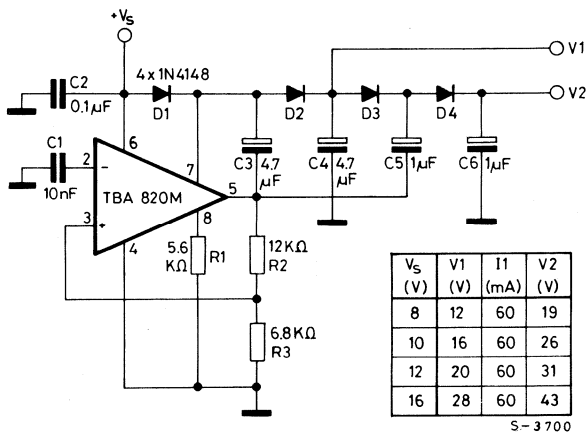 +VS
V1
C2
4x1N4148
V2
0.1µF
D1
D2
D3
D4
C1
6
2
-
7
C3
4.7
µF
C4
4.7
µF
C5
1µF
C6
1µF
10nF
TBA 820M
5
3
+
8
4
5.6
KΩ
R1
12KΩ
R2
6.8KΩ
R3
VS V1 I1 V2
(V) (V) (mA) (V)
8 12 60 19
10 16 60 26
12 20 60 31
16 28 60 43
S-3700